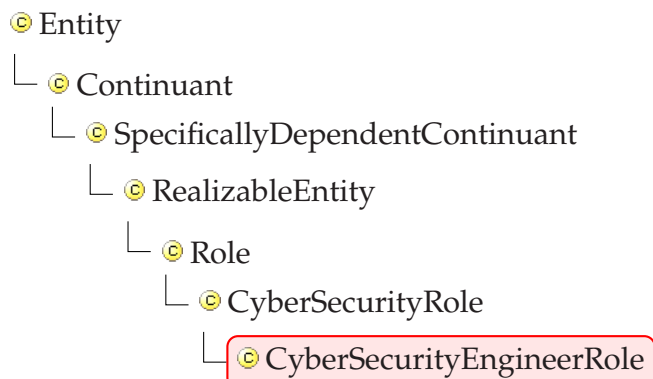 Entity
Continuant
SpecificallyDependentContinuant
RealizableEntity
Role
CyberSecurityRole
CyberSecurityEngineerRole